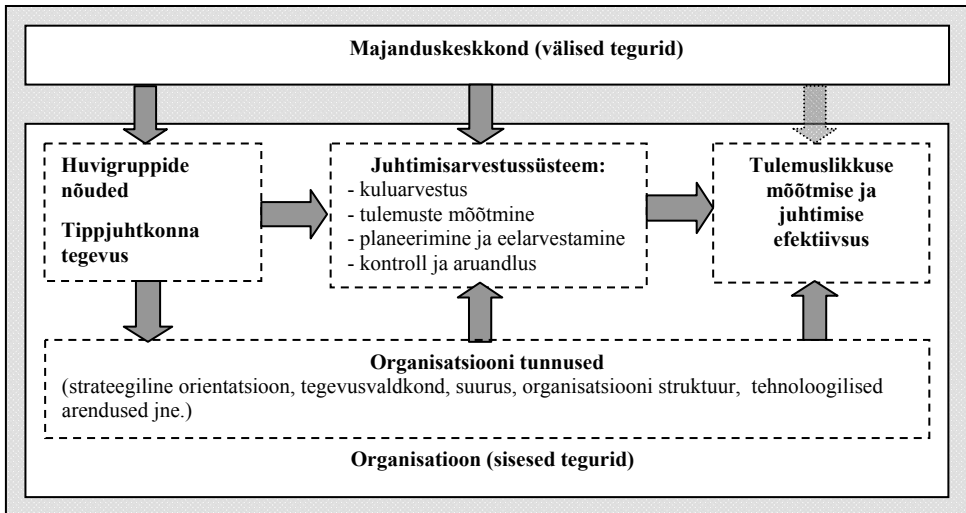 Majanduskeskkond (välised tegurid)
Huvigruppide
nõuded
Tippjuhtkonna
tegevus
Juhtimisarvestussüsteem:
- kuluarvestus
- tulemuste mõõtmine
- planeerimine ja eelarvestamine
- kontroll ja aruandlus
Tulemuslikkuse
mõõtmise ja
juhtimise
efektiivsus
Organisatsiooni tunnused
(strateegiline orientatsioon, tegevusvaldkond, suurus, organisatsiooni struktuur, tehnoloogilised
arendused jne.)
Organisatioon (sisesed tegurid)